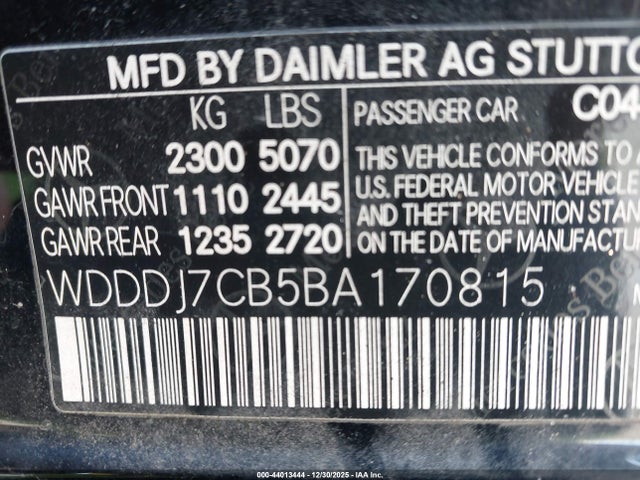 MFD BY DAIMLER AG STUTTG
KG LBS
GVWR 2300 5070
GAWR FRONT 1110 2445
GAWR REAR 1235 2720
PASSENGER CAR C04
THIS VEHICLE CONFORMS TO
U.S. FEDERAL MOTOR VEHICLE
AND THEFT PREVENTION STAN
ON THE DATE OF MANUFACTU
WDDDJ7CB5BA170815
000-44013444 - 12/30/2025 - IAA Inc.